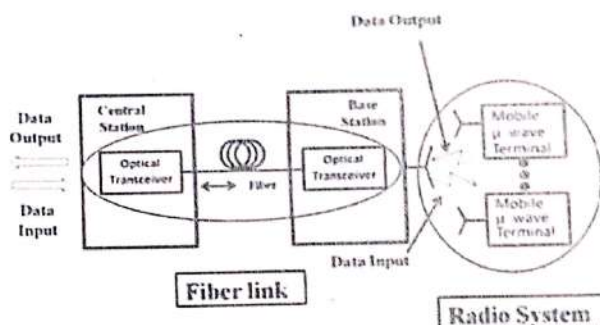 Data Output
Central
Station
Base
Station
Data
Output
Data
Input
Optical
Transceiver
Fiber
Optical
Transceiver
Mobile
μ-wave
Terminal
Mobile
μ-wave
Terminal
Data Input
Fiber link
Radio System